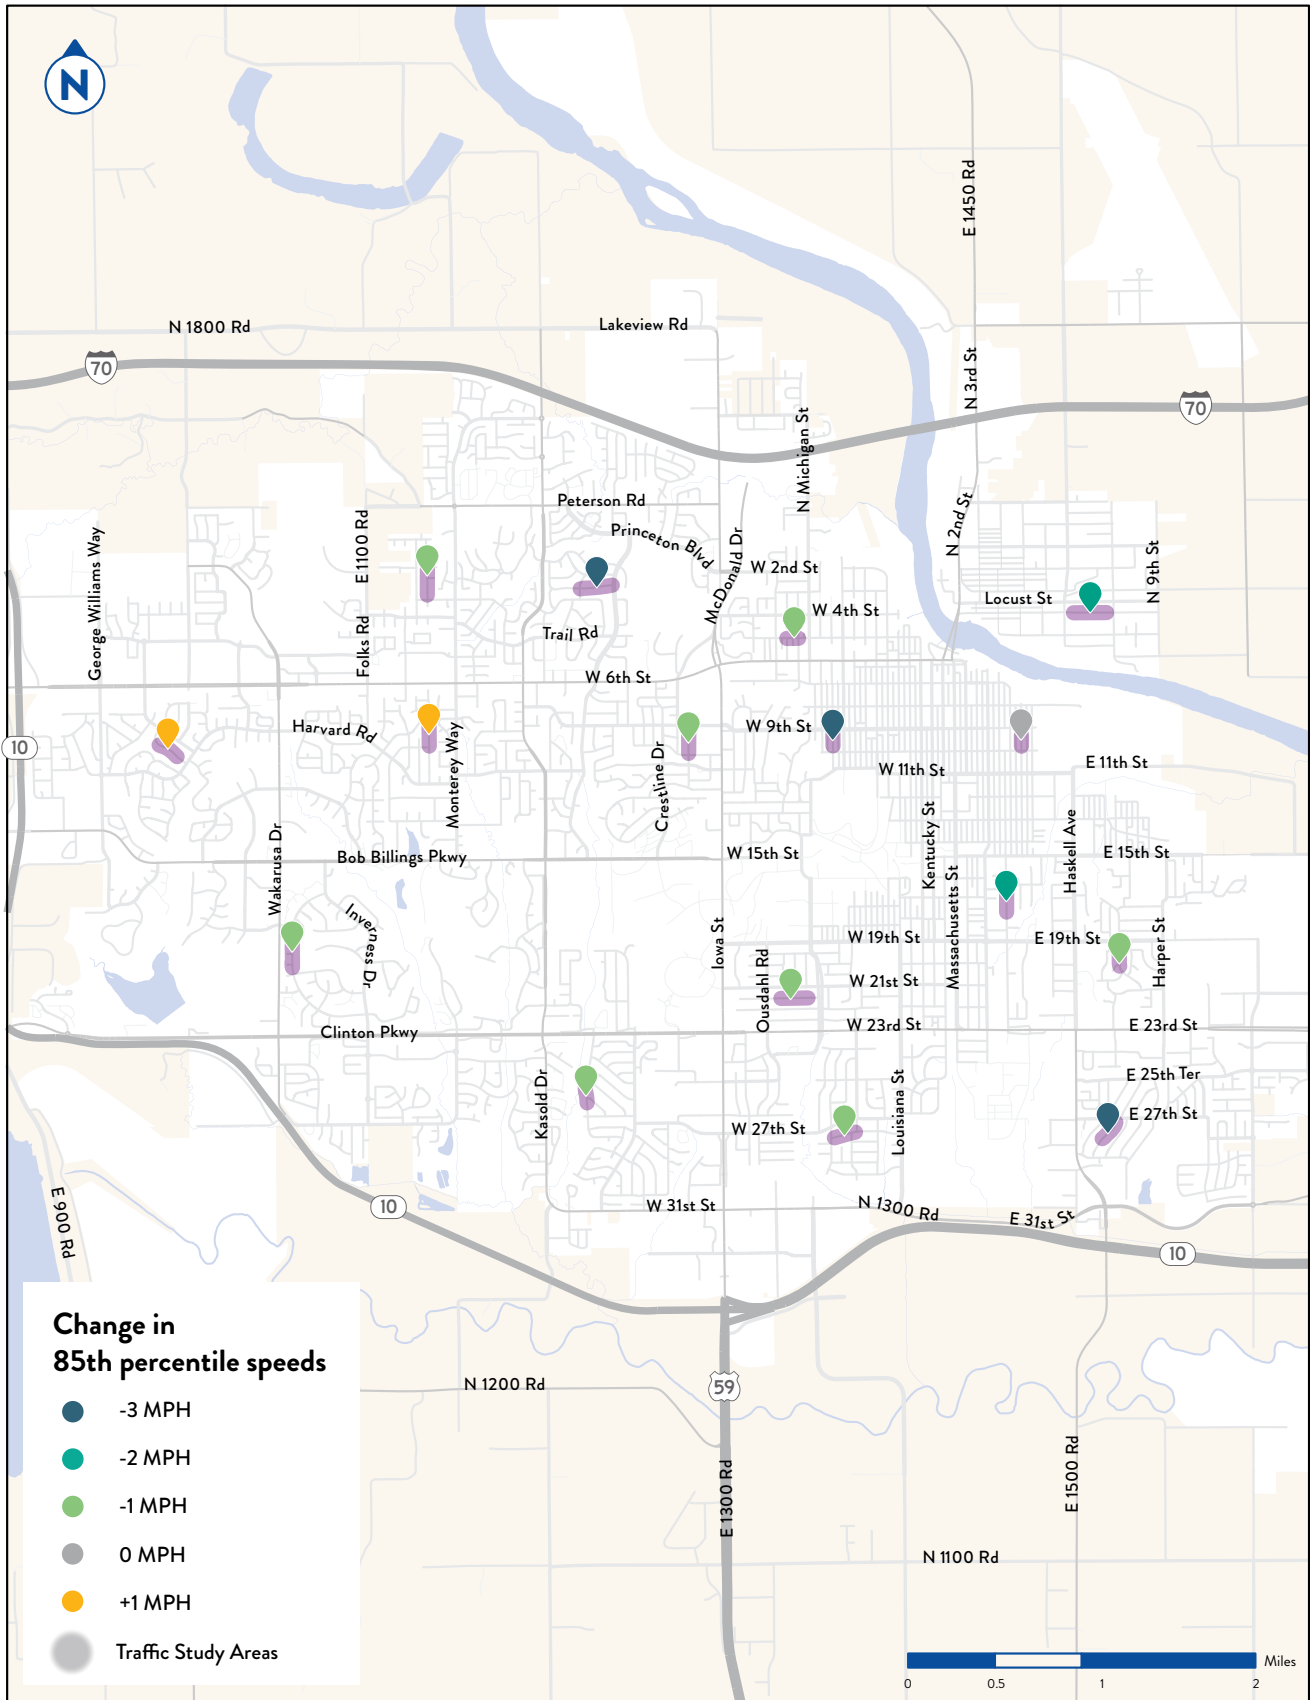 N
E 1450 Rd
N 1800 Rd
Lakeview Rd
70
N 3rd St
70
N Michigan St
Peterson Rd
Princeton Blvd
N 2nd St
George Williams Way
E 1100 Rd
McDonald Dr
W 2nd St
N 9th St
Locust St
W 4th St
Folks Rd
Trail Rd
W 6th St
Harvard Rd
W 9th St
10
Monterey Way
Crestline Dr
W 11th St
E 11th St
Wakarusa Dr
Bob Billings Pkwy
W 15th St
Kentucky St
Haskell Ave
E 15th St
Inverness Dr
Iowa St
Massachusetts St
W 19th St
E 19th St
Harper St
Ousdahl Rd
W 21st St
Clinton Pkwy
W 23rd St
E 23rd St
Kasold Dr
Louisiana St
E 25th Ter
W 27th St
E 27th St
E 900 Rd
10
W 31st St
N 1300 Rd
E 31st St
10
Change in
85th percentile speeds
-3 MPH
-2 MPH
-1 MPH
0 MPH
+1 MPH
Traffic Study Areas
N 1200 Rd
59
E 1300 Rd
E 1500 Rd
N 1100 Rd
Miles
0 0.5 1 2